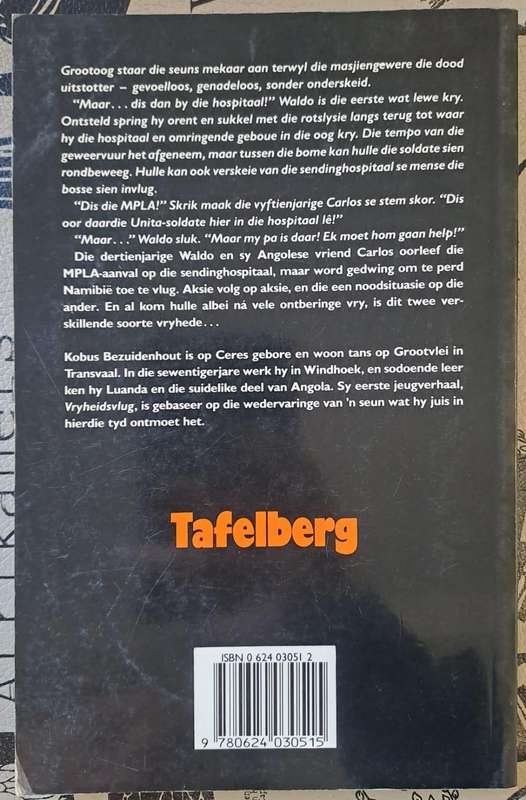 Grootoog staar die seuns mekaar aan terwyl die masjiengewere die dood
uitstotter – gevoelloos, genadeloos, sonder onderskeid.
“Maar... dis dan by die hospitaal!” Waldo is die eerste wat lewe kry.
Ontsteld spring hy orent en sukkel met die rotslysie langs terug tot waar
hy die hospitaal en omringende geboue in die oog kry. Die tempo van die
geweervuur het afgeneem, maar tussen die bome kan hulle die soldate sien
rondbeweeg. Hulle kan ook verskeie van die sendinghospitaal se mense die
bosse sien invlug.
“Dis die MPLA!” Skrik maak die vyftienjarige Carlos se stem skor. “Dis
oor daardie Unita-soldate hier in die hospitaal lê!”
“Maar...” Waldo sluk. “Maar my pa is daar! Ek moet hom gaan help!”
Die dertienjarige Waldo en sy Angolese vriend Carlos oorleef die
MPLA-aanval op die sendinghospitaal, maar word gedwing om te perd
Namibië toe te vlug. Aksie volg op aksie, en die een noodsituasie op die
ander. En al kom hulle albei ná vele ontberinge vry, is dit twee ver-
skillende soorte vryhede...
Kobus Bezuidenhout is op Ceres gebore en woon tans op Grootvlei in
Transvaal. In die sewentigerjare werk hy in Windhoek, en sodoende leer
ken hy Luanda en die suidelike deel van Angola. Sy eerste jeugverhaal,
Vryheidsvlug, is gebaseer op die wedervaringe van 'n seun wat hy juis in
hierdie tyd ontmoet het.
Tafelberg
ISBN 0 624 03051 2
9 780624 030515